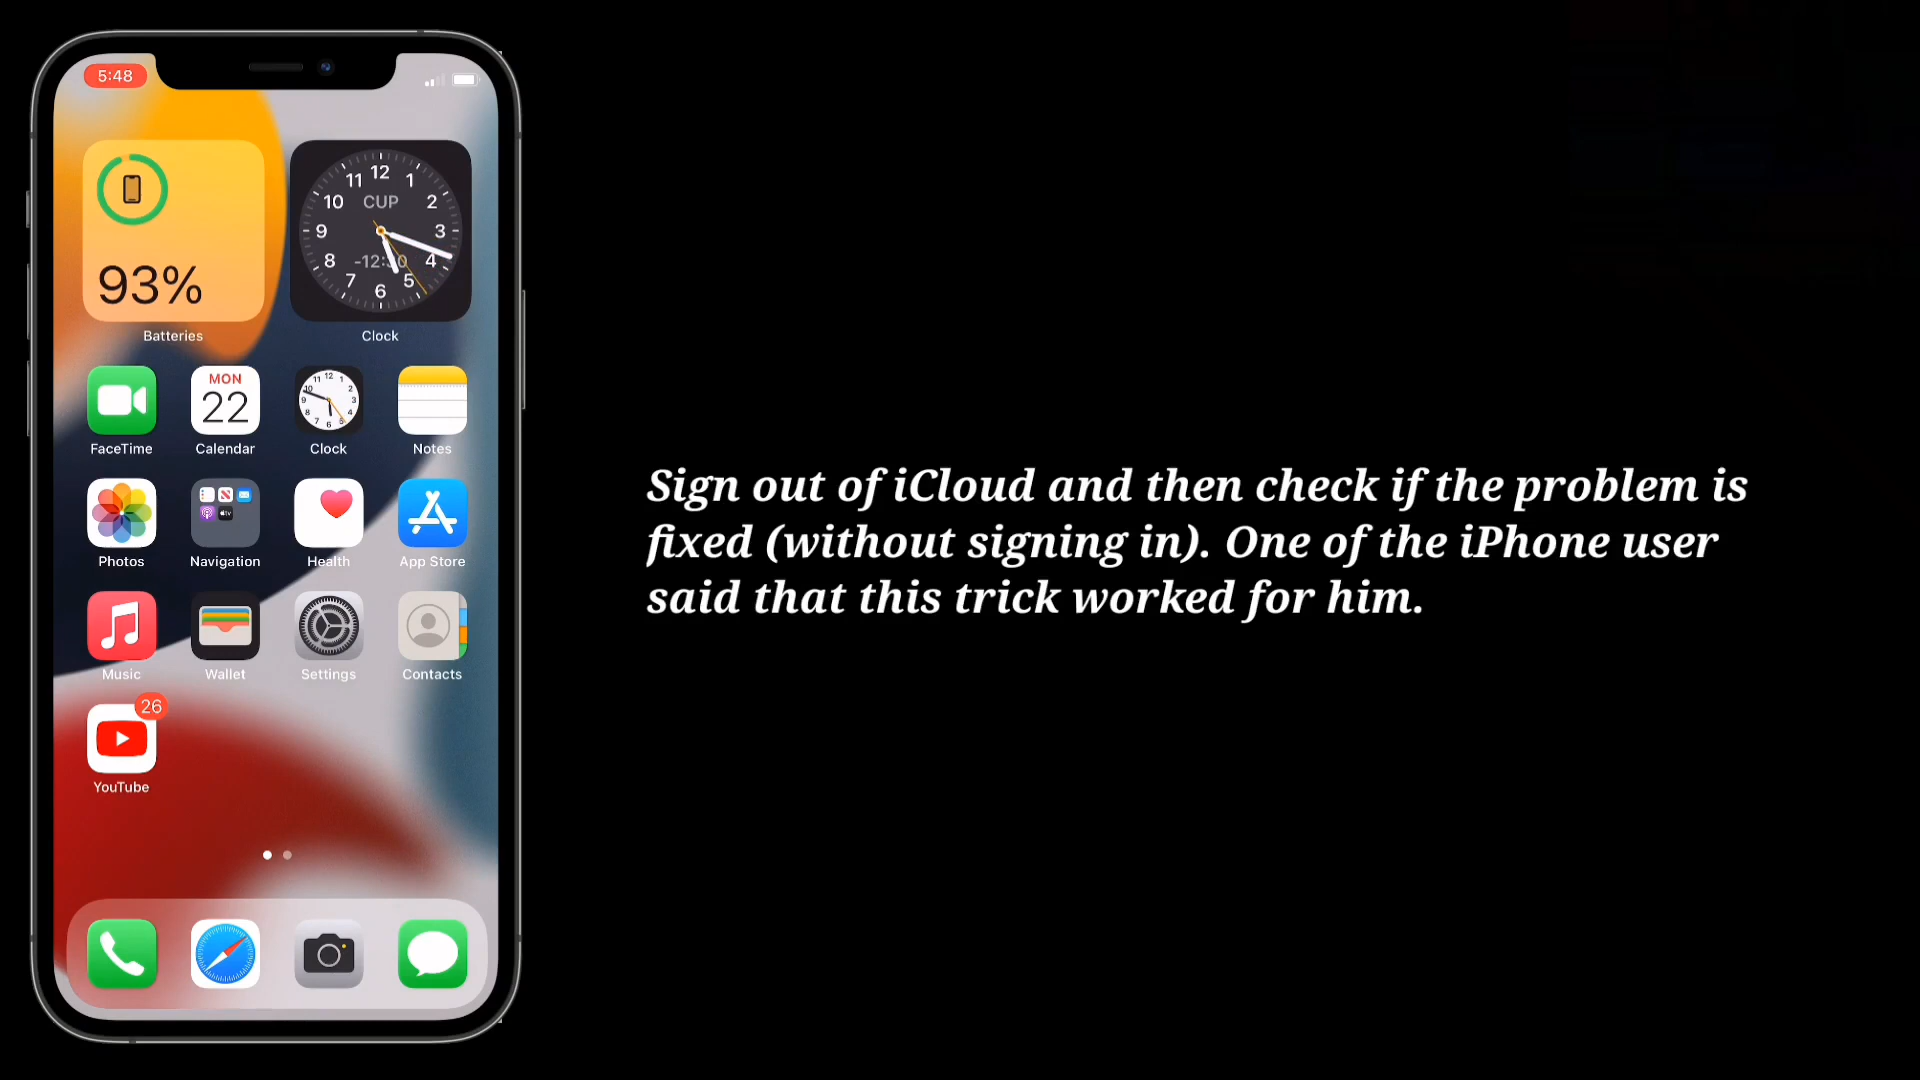 5:48
93%
Batteries
12
11 1
10 CUP 2
9 3
8 -12:30 4
7 5
6
Clock
FaceTime
MON
22
Calendar
Clock
Notes
Photos
Navigation
Health
App Store
Music
Wallet
Settings
Contacts
26
YouTube
Sign out of iCloud and then check if the problem is
fixed (without signing in). One of the iPhone user
said that this trick worked for him.